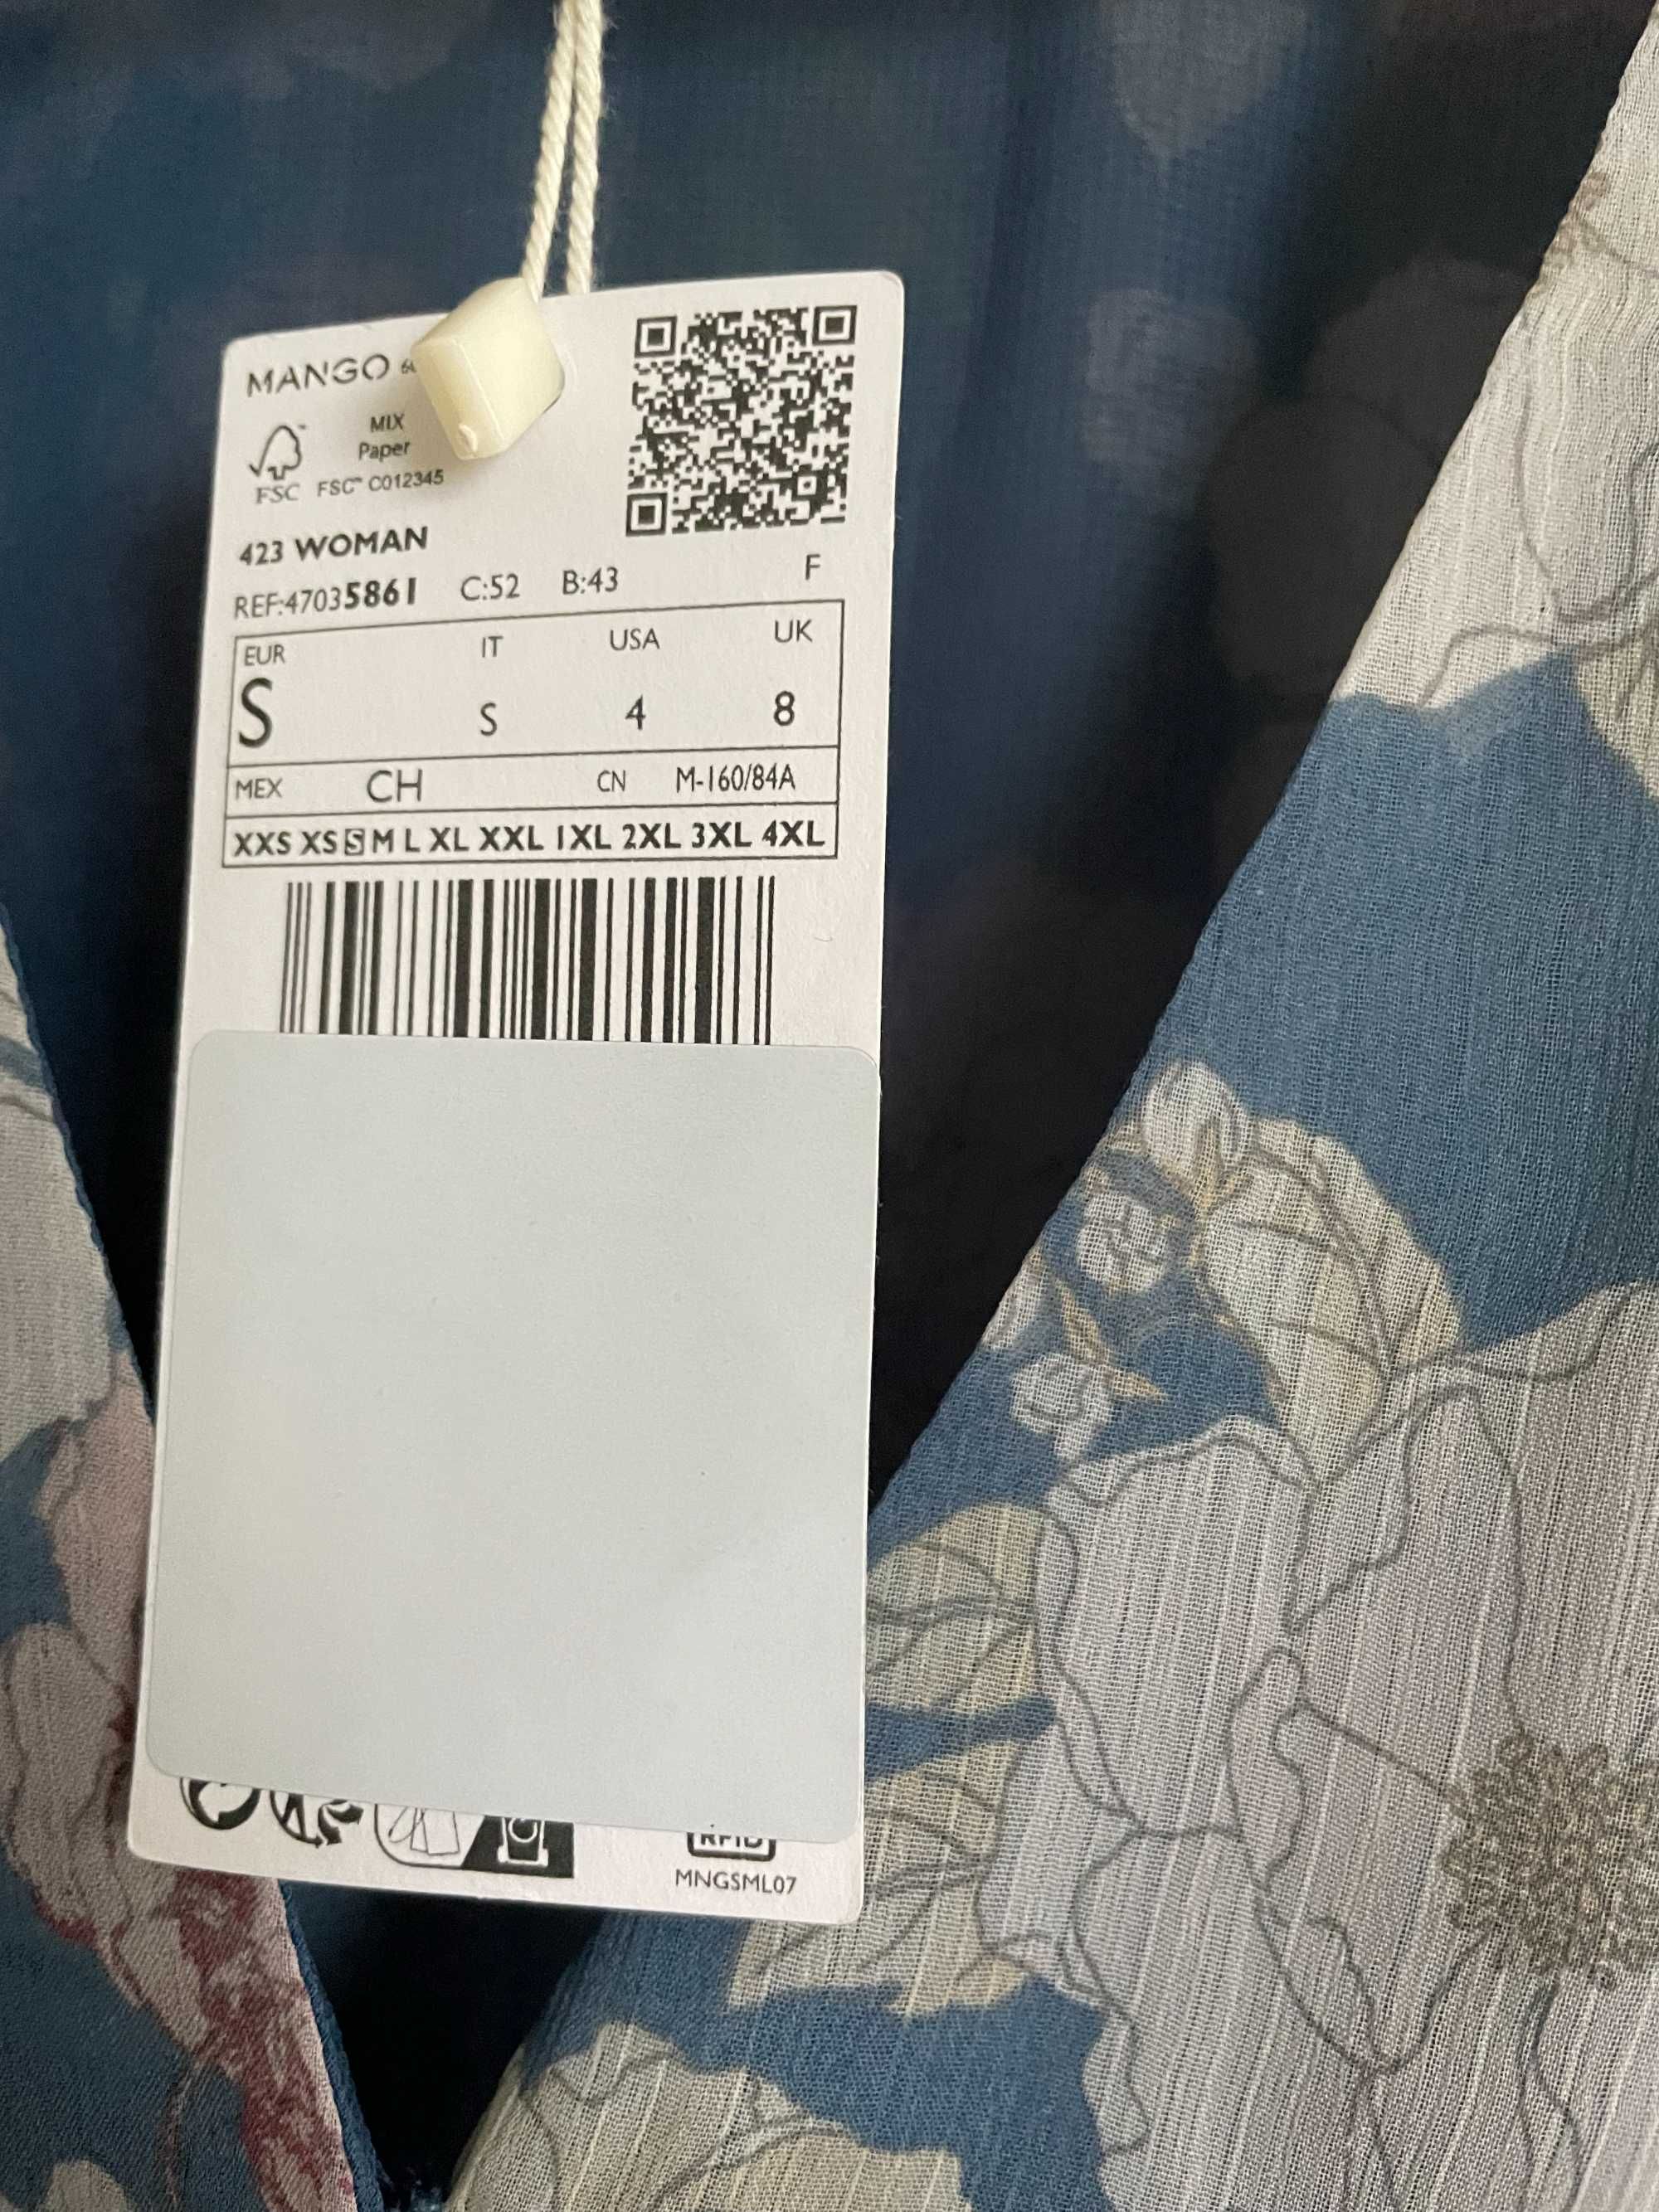 MANGO
MIX
Paper
FSC FSC™ C012345
423 WOMAN
REF:47035861 C:52 B:43 F
EUR IT USA UK
S S 4 8
MEX CH CN M-160/84A
XXS XS S M L XL XXL 1XL 2XL 3XL 4XL
RFID
MNGSML07